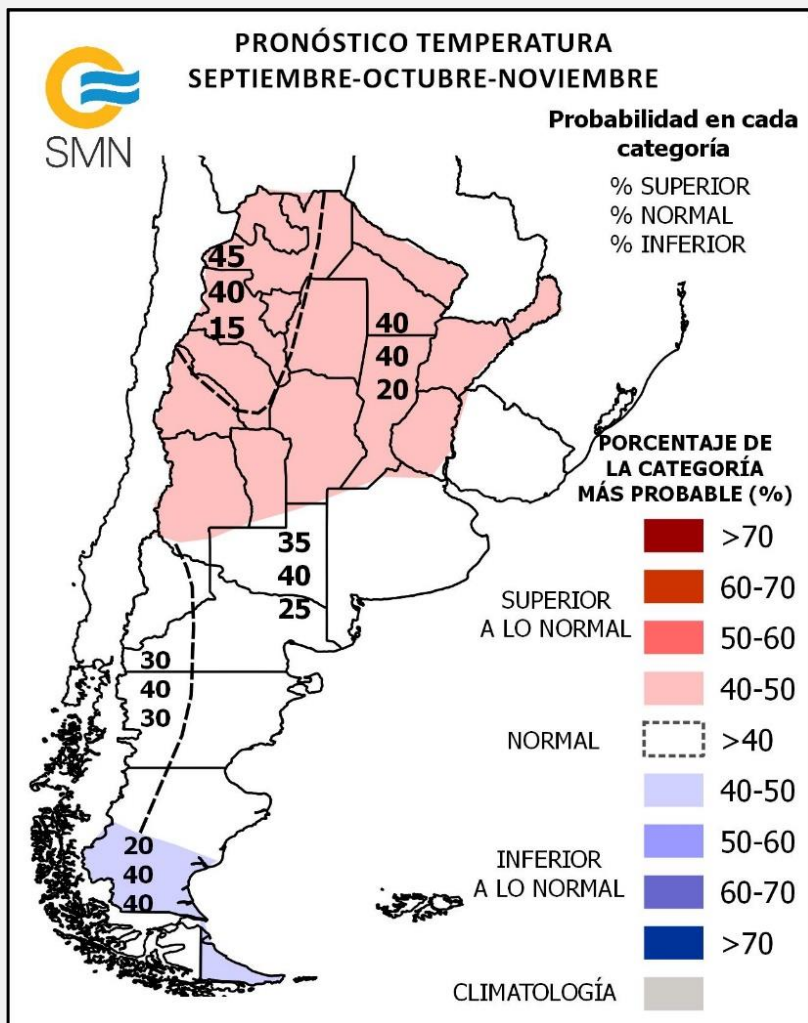 PRONÓSTICO TEMPERATURA
SEPTIEMBRE-OCTUBRE-NOVIEMBRE
SMN
Probabilidad en cada
categoría
% SUPERIOR
% NORMAL
% INFERIOR
45
40
15
40
40
20
35
40
25
30
40
30
20
40
40
PORCENTAJE DE
LA CATEGORÍA
MÁS PROBABLE (%)
SUPERIOR
A LO NORMAL
>70
60-70
50-60
40-50
NORMAL
>40
INFERIOR
A LO NORMAL
40-50
50-60
60-70
>70
CLIMATOLOGÍA